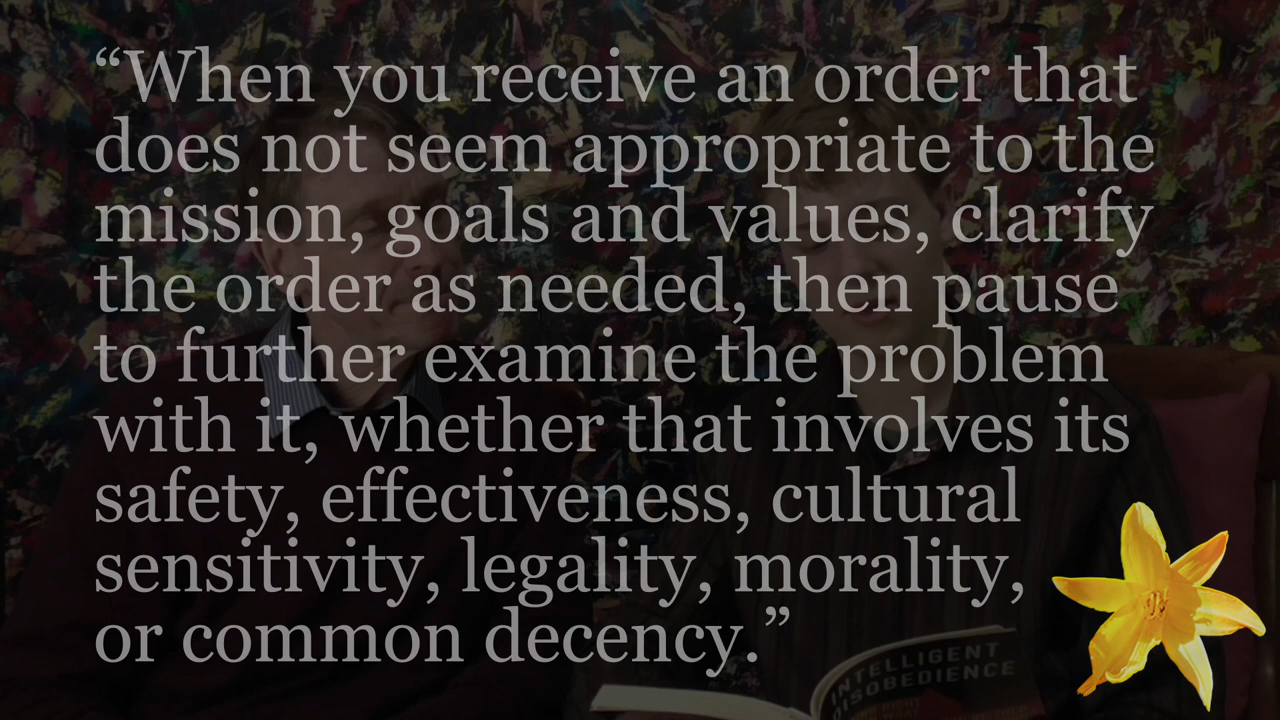 “When you receive an order that
does not seem appropriate to the
mission, goals and values, clarify
the order as needed, then pause
to further examine the problem
with it, whether that involves its
safety, effectiveness, cultural
sensitivity, legality, morality,
or common decency.”
INTELLIGENT
DISOBEDIENCE